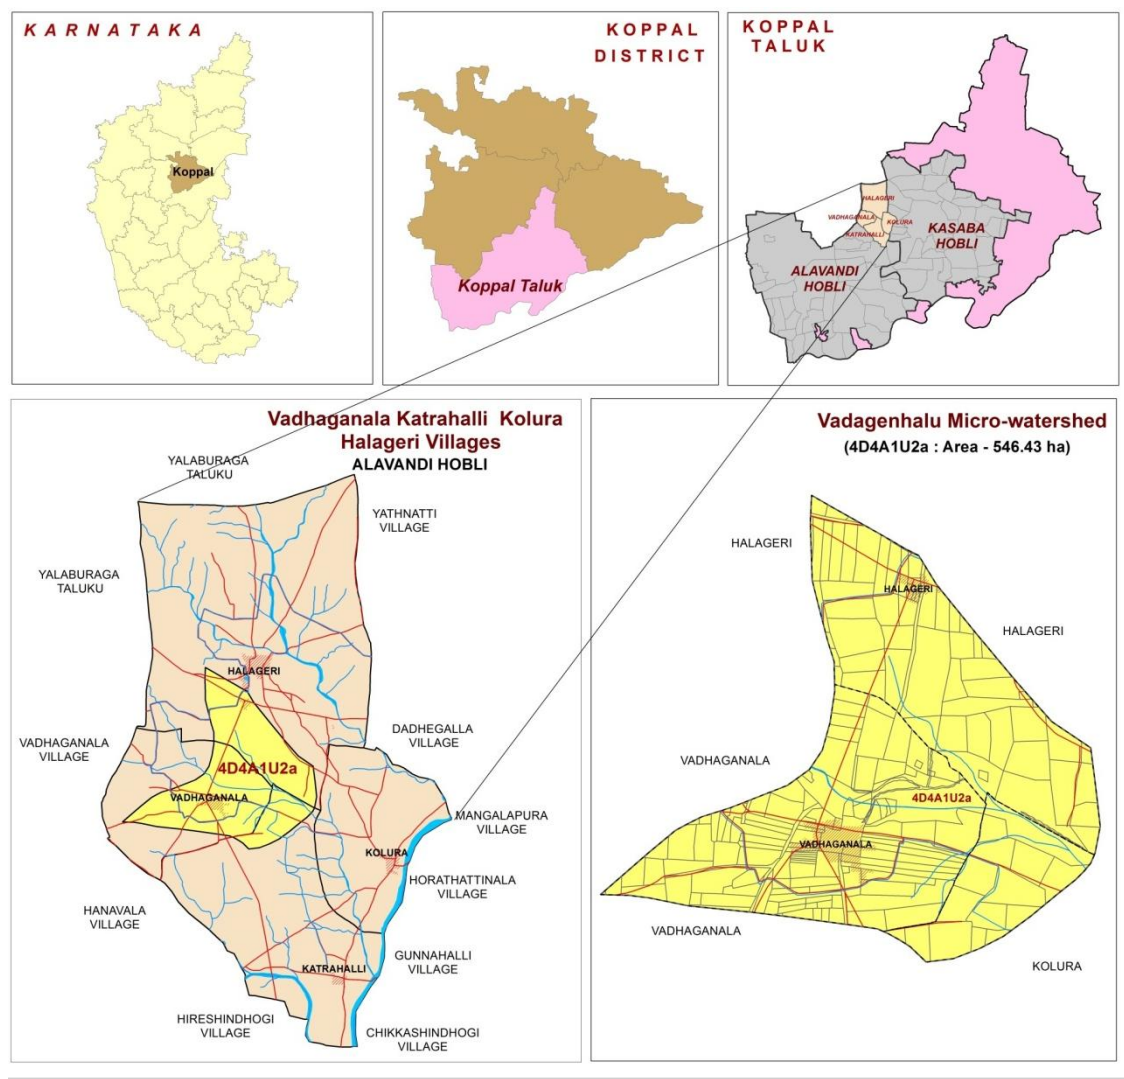 KARNATAKA
Koppal
KOPPAL
DISTRICT
Koppal Taluk
KOPPAL
TALUK
HALAGERI
VADHAGANALA
KOLURA
KATRAHALLI
KASABA
HOBLI
ALAVANDI
HOBLI
Vadhaganala Katrahalli Kolura
Halageri Villages
ALAVANDI HOBLI
YALABURAGA
TALUKU
YATHNATTI
VILLAGE
YALABURAGA
TALUKU
HALAGERI
DADHEGALLA
VILLAGE
VADHAGANALA
VILLAGE
4D4A1U2a
VADHAGANALA
MANGALAPURA
VILLAGE
KOLURA
HORATHATTINALA
VILLAGE
HANAVALA
VILLAGE
GUNNAHALLI
VILLAGE
KATRAHALLI
HIRESHINDHOGI
VILLAGE
CHIKKASHINDHOGI
VILLAGE
Vadagenhalu Micro-watershed
(4D4A1U2a : Area - 546.43 ha)
HALAGERI
HALAGERI
HALAGERI
VADHAGANALA
4D4A1U2a
VADHAGANALA
VADHAGANALA
KOLURA